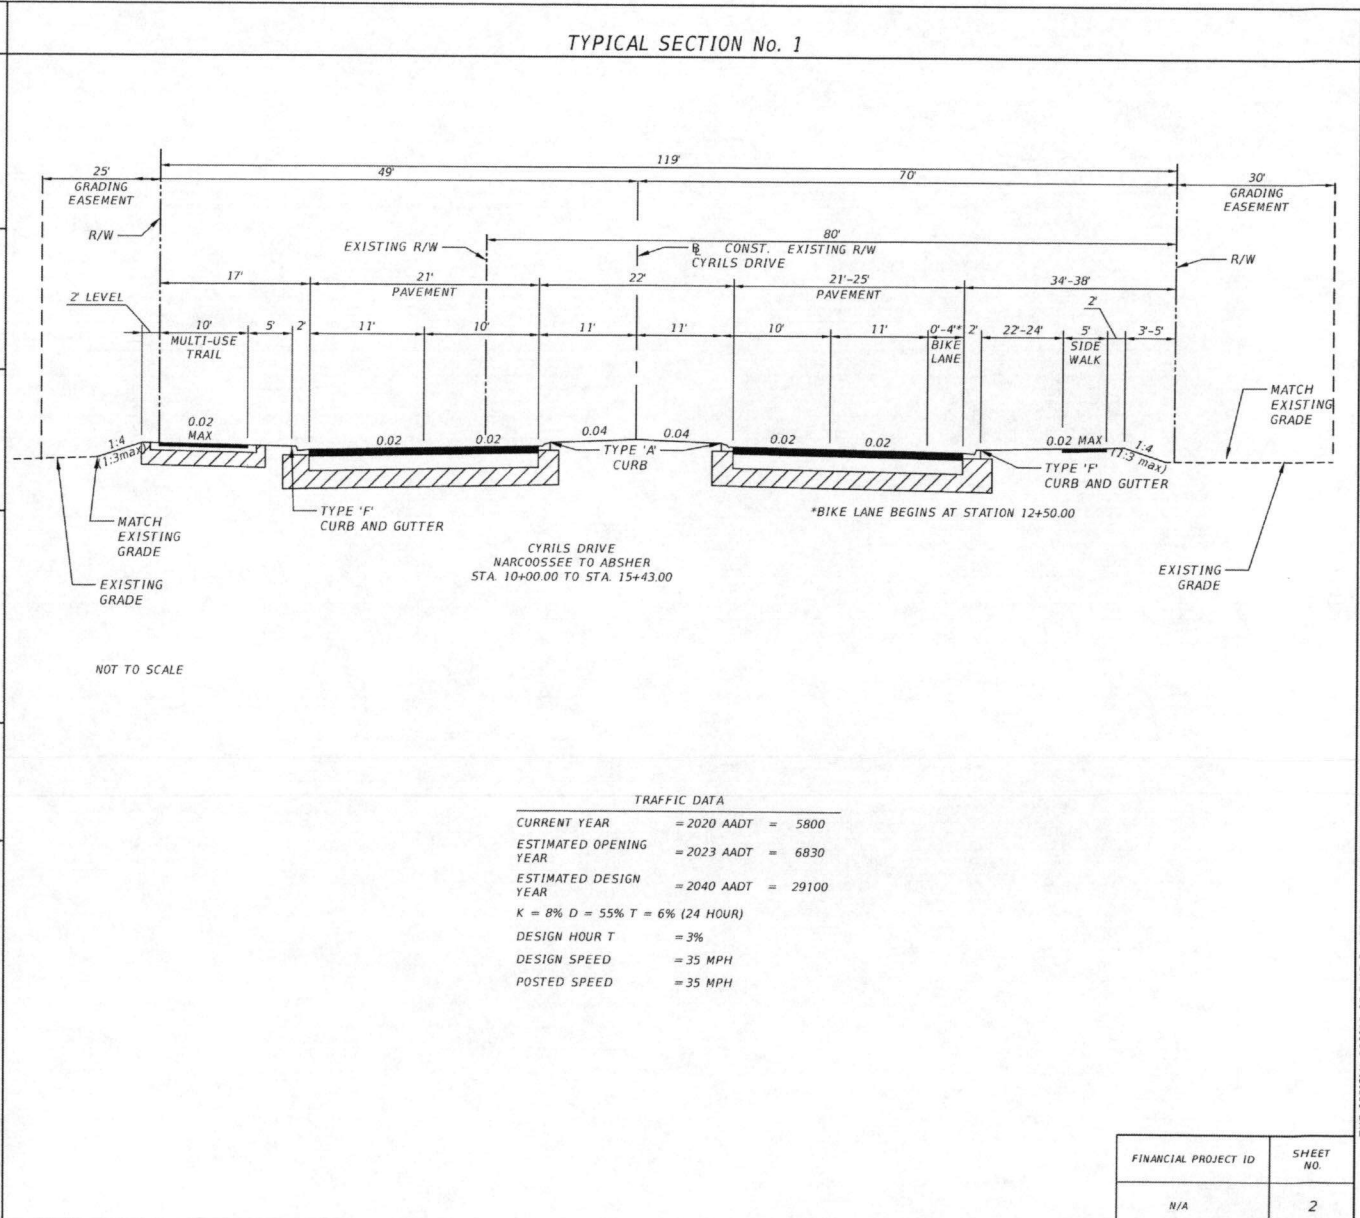 TYPICAL SECTION No. 1
119'
25'
49'
70'
30'
GRADING
EASEMENT
GRADING
EASEMENT
R/W
EXISTING R/W
80'
℄ CONST. EXISTING R/W
CYRILS DRIVE
R/W
17'
21'
PAVEMENT
22'
21'-25'
PAVEMENT
34'-38'
2' LEVEL
10'
MULTI-USE
TRAIL
5'
2'
11'
10'
11'
11'
10'
11'
0'-4'*
BIKE
LANE
2'
22'-24'
5'
SIDE
WALK
2'
3'-5'
MATCH
EXISTING
GRADE
1:4
(1:3max)
0.02
MAX
0.02
0.02
0.04
0.04
TYPE 'A'
CURB
0.02
0.02
0.02 MAX
1:4
(1:3 max)
TYPE 'F'
CURB AND GUTTER
TYPE 'F'
CURB AND GUTTER
*BIKE LANE BEGINS AT STATION 12+50.00
MATCH
EXISTING
GRADE
EXISTING
GRADE
CYRILS DRIVE
NARCOOSSEE TO ABSHER
STA. 10+00.00 TO STA. 15+43.00
EXISTING
GRADE
NOT TO SCALE
TRAFFIC DATA
CURRENT YEAR = 2020 AADT = 5800
ESTIMATED OPENING
YEAR = 2023 AADT = 6830
ESTIMATED DESIGN
YEAR = 2040 AADT = 29100
K = 8% D = 55% T = 6% (24 HOUR)
DESIGN HOUR T = 3%
DESIGN SPEED = 35 MPH
POSTED SPEED = 35 MPH
FINANCIAL PROJECT ID
SHEET
NO.
N/A
2